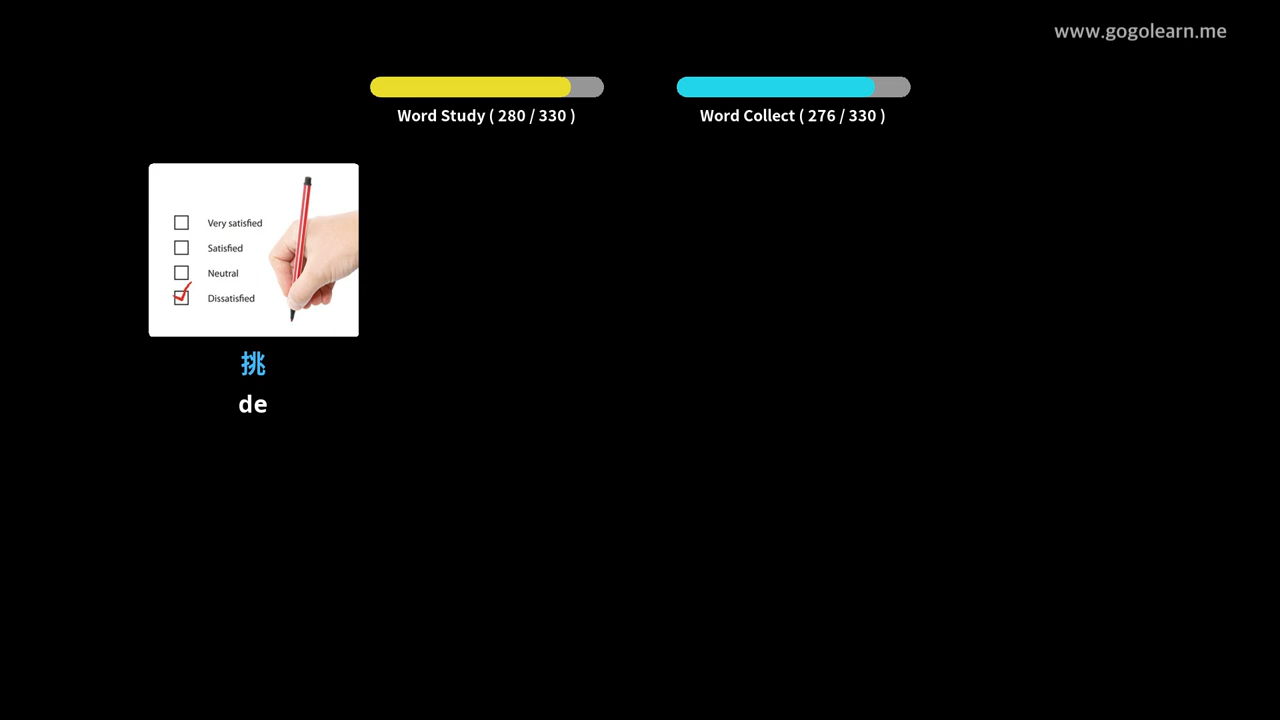 www.gogolearn.me
Word Study ( 280 / 330 )
Word Collect ( 276 / 330 )
Very satisfied
Satisfied
Neutral
Dissatisfied
挑
de